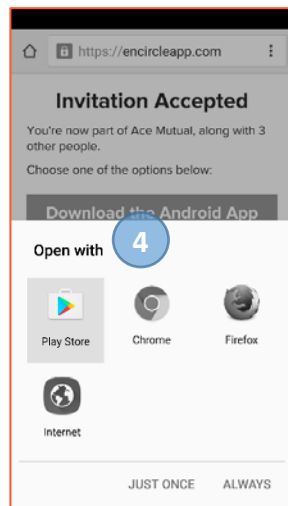 https://encircleapp.com
Invitation Accepted
You're now part of Ace Mutual, along with 3
other people.
Choose one of the options below:
Download the Android App
Open with
4
Play Store Chrome Firefox
Internet
JUST ONCE ALWAYS